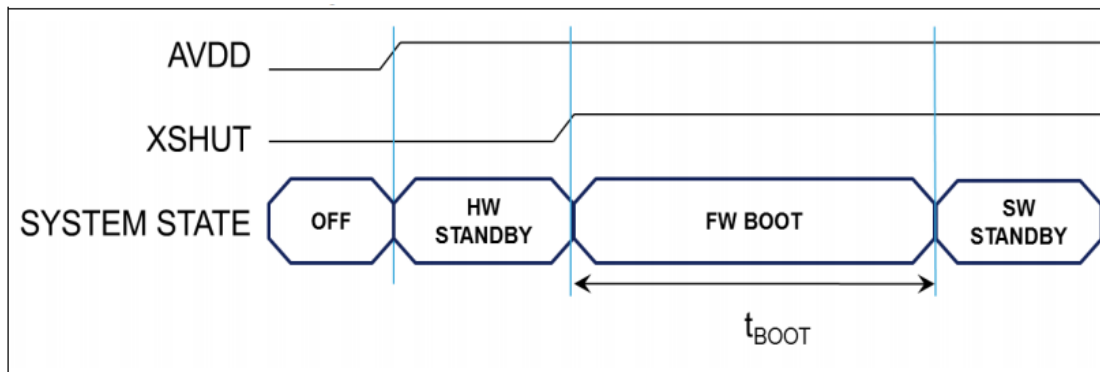 AVDD
XSHUT
SYSTEM STATE
OFF
HW
STANDBY
FW BOOT
SW
STANDBY
tBOOT